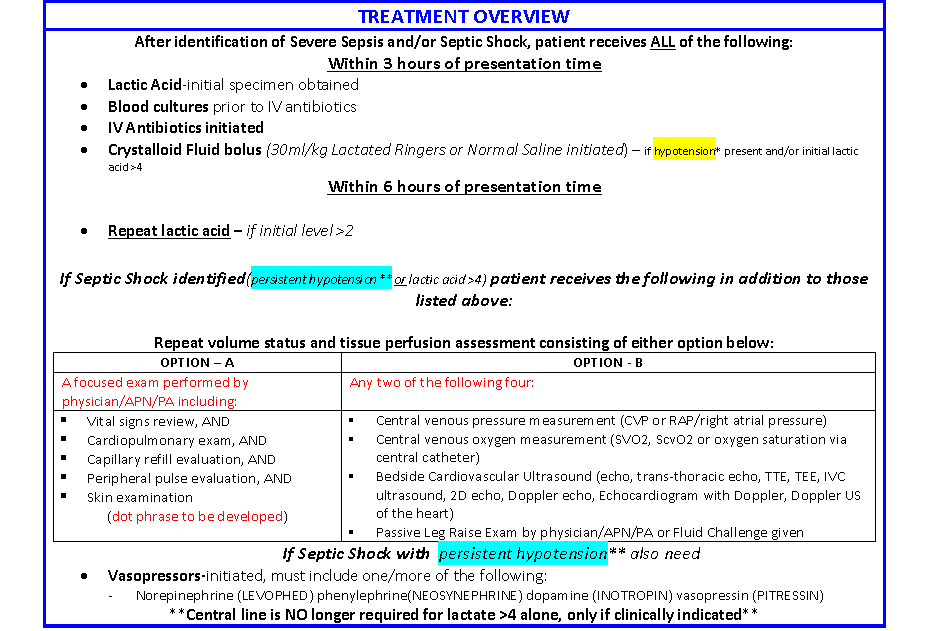 TREATMENT OVERVIEW
After identification of Severe Sepsis and/or Septic Shock, patient receives ALL of the following:
Within 3 hours of presentation time
• Lactic Acid-initial specimen obtained
• Blood cultures prior to IV antibiotics
• IV Antibiotics initiated
• Crystalloid Fluid bolus (30ml/kg Lactated Ringers or Normal Saline initiated) – if hypotension* present and/or initial lactic
acid >4
Within 6 hours of presentation time
• Repeat lactic acid – if initial level >2
If Septic Shock identified(persistent hypotension ** or lactic acid >4) patient receives the following in addition to those
listed above:
Repeat volume status and tissue perfusion assessment consisting of either option below:
OPTION – A
A focused exam performed by
physician/APN/PA including:
▪ Vital signs review, AND
▪ Cardiopulmonary exam, AND
▪ Capillary refill evaluation, AND
▪ Peripheral pulse evaluation, AND
▪ Skin examination
(dot phrase to be developed)
OPTION - B
Any two of the following four:
▪ Central venous pressure measurement (CVP or RAP/right atrial pressure)
▪ Central venous oxygen measurement (SVO2, ScvO2 or oxygen saturation via
central catheter)
▪ Bedside Cardiovascular Ultrasound (echo, trans-thoracic echo, TTE, TEE, IVC
ultrasound, 2D echo, Doppler echo, Echocardiogram with Doppler, Doppler US
of the heart)
▪ Passive Leg Raise Exam by physician/APN/PA or Fluid Challenge given
If Septic Shock with persistent hypotension** also need
• Vasopressors-initiated, must include one/more of the following:
- Norepinephrine (LEVOPHED) phenylephrine(NEOSYNEPHRINE) dopamine (INOTROPIN) vasopressin (PITRESSIN)
**Central line is NO longer required for lactate >4 alone, only if clinically indicated**